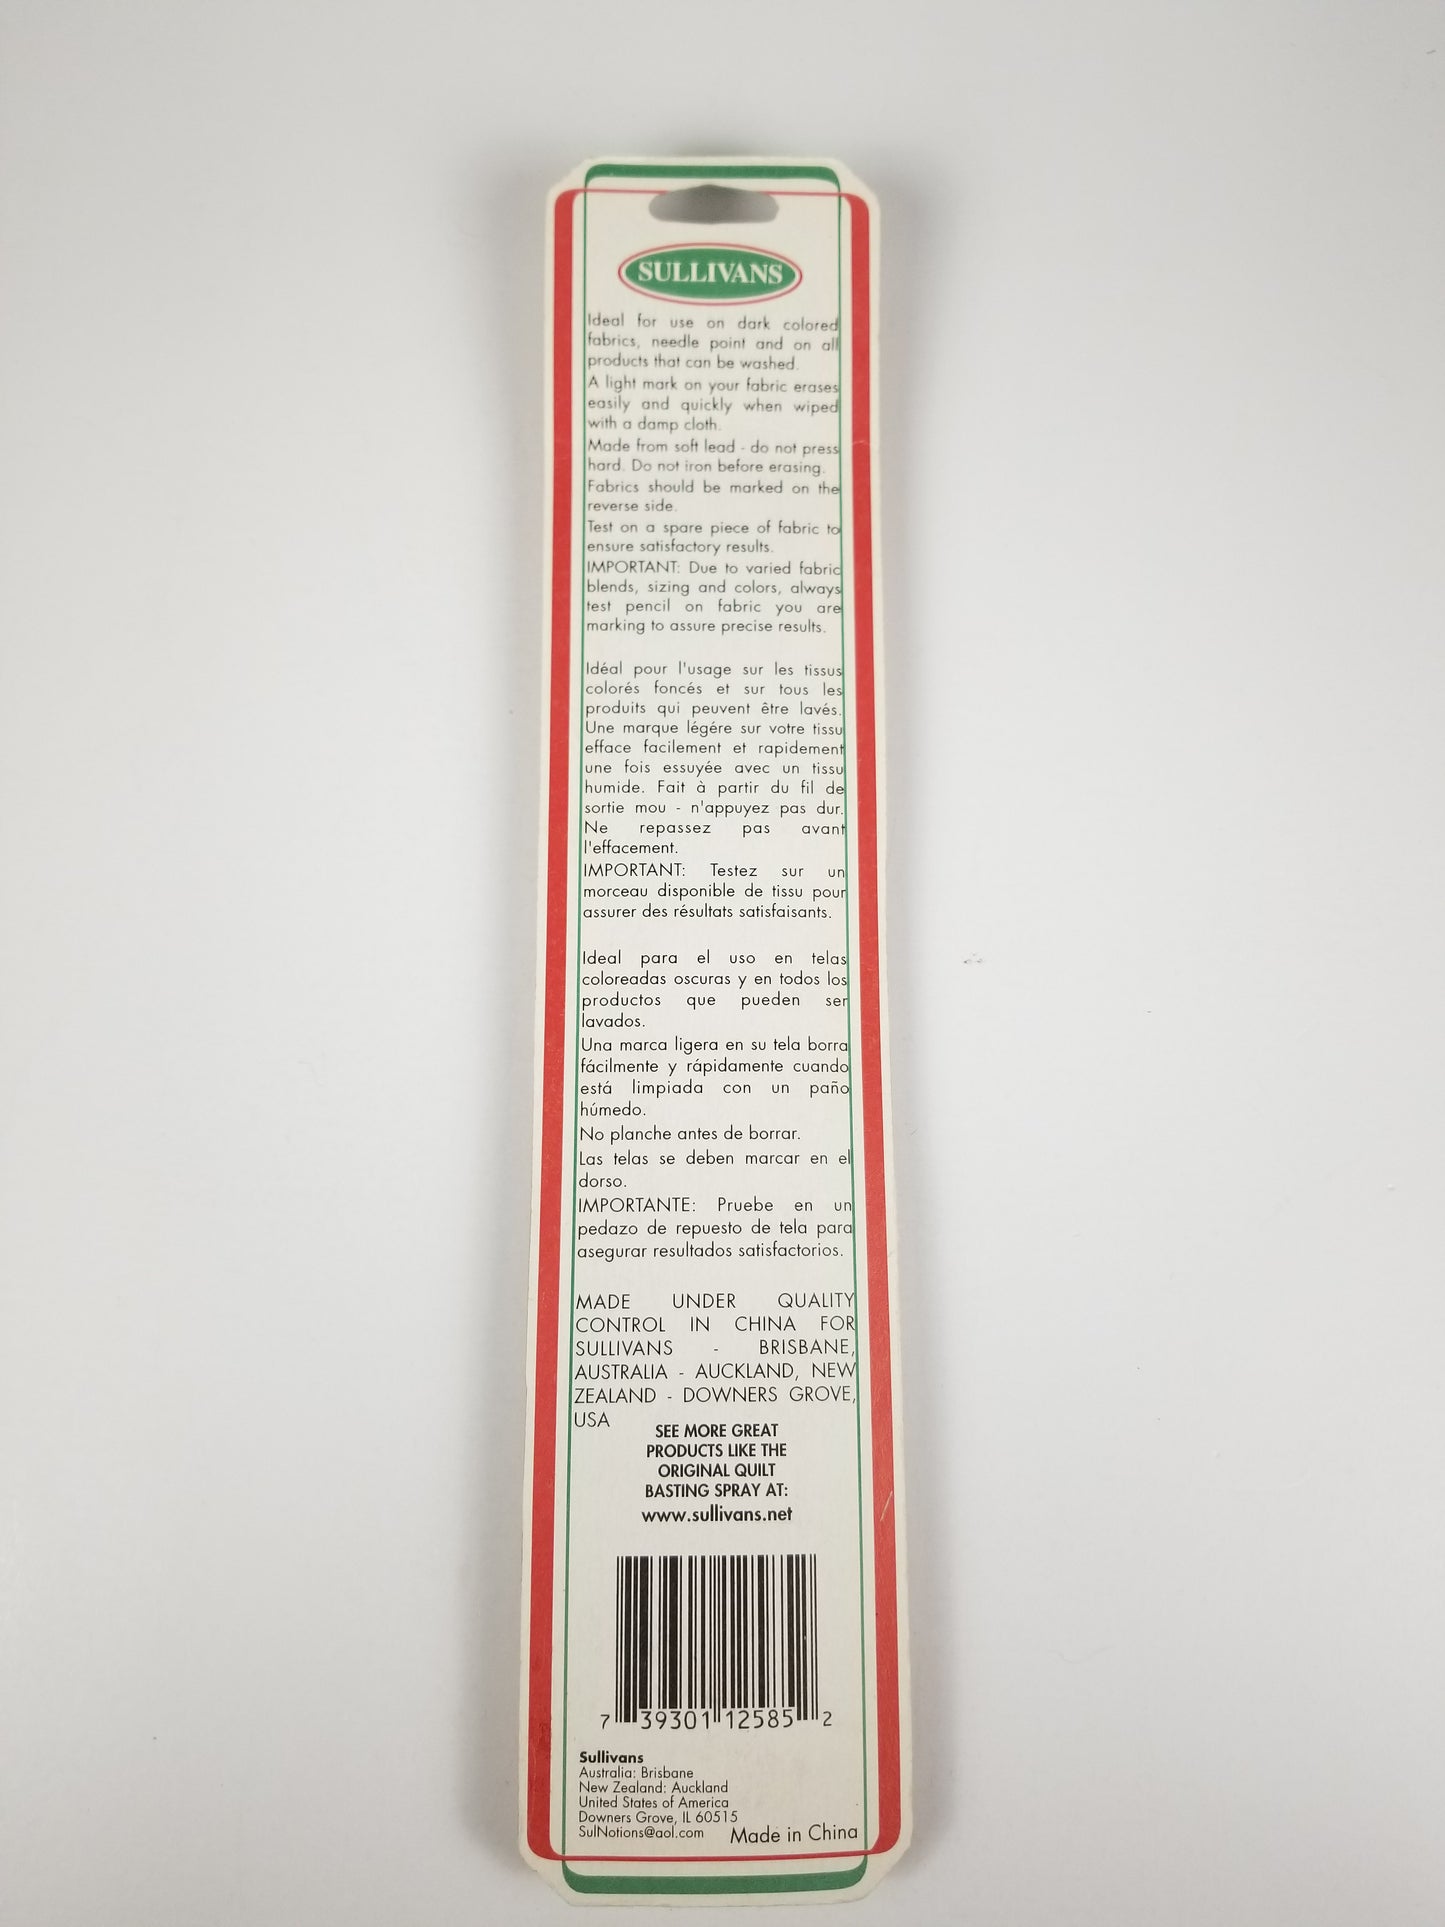 SULLIVANS
Ideal for use on dark colored
fabrics, needle point and on all
products that can be washed.
A light mark on your fabric erases
easily and quickly when wiped
with a damp cloth.
Made from soft lead - do not press
hard. Do not iron before erasing.
Fabrics should be marked on the
reverse side.
Test on a spare piece of fabric to
ensure satisfactory results.
IMPORTANT: Due to varied fabric
blends, sizing and colors, always
test pencil on fabric you are
marking to assure precise results.
Idéal pour l'usage sur les tissus
colorés foncés et sur tous les
produits qui peuvent être lavés.
Une marque légére sur votre tissu
efface facilement et rapidement
une fois essuyée avec un tissu
humide. Fait à partir du fil de
sortie mou - n'appuyez pas dur.
Ne repassez pas avant
l'effacement.
IMPORTANT: Testez sur un
morceau disponible de tissu pour
assurer des résultats satisfaisants.
Ideal para el uso en telas
coloreadas oscuras y en todos los
productos que pueden ser
lavados.
Una marca ligera en su tela borra
fácilmente y rápidamente cuando
está limpiada con un paño
húmedo.
No planche antes de borrar.
Las telas se deben marcar en el
dorso.
IMPORTANTE: Pruebe en un
pedazo de repuesto de tela para
asegurar resultados satisfactorios.
MADE UNDER QUALITY
CONTROL IN CHINA FOR
SULLIVANS - BRISBANE,
AUSTRALIA - AUCKLAND, NEW
ZEALAND - DOWNERS GROVE,
USA
SEE MORE GREAT
PRODUCTS LIKE THE
ORIGINAL QUILT
BASTING SPRAY AT:
www.sullivans.net
7 39301 12585 2
Sullivans
Australia: Brisbane
New Zealand: Auckland
United States of America
Downers Grove, IL 60515
SulNotions@aol.com Made in China